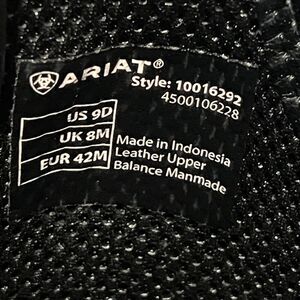 ARIAT®
Style: 10016292
4500106228
US 9D
UK 8M
EUR 42M
Made in Indonesia
Leather Upper
Balance Manmade